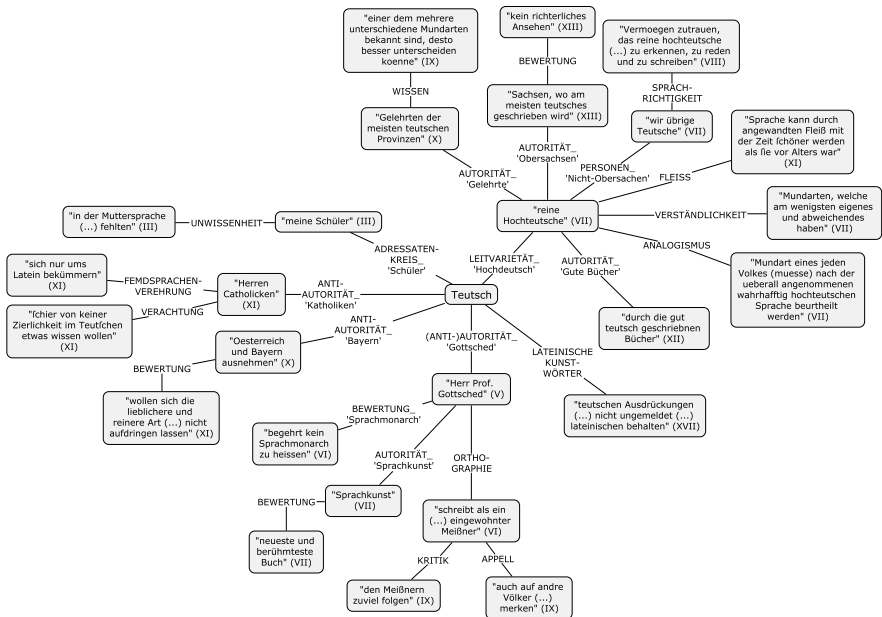 "einer dem mehrere
unterschiedene Mundarten
bekannt sind, desto
besser unterscheiden
koenne" (IX)
"kein richterliches
Ansehen" (XIII)
"Vermoegen zutrauen,
das reine hochteutsche
(...) zu erkennen, zu reden
und zu schreiben" (VIII)
WISSEN
BEWERTUNG
SPRACH-
RICHTIGKEIT
"Gelehrten der
meisten teutschen
Provinzen" (X)
"Sachsen, wo am
meisten teutsches
geschrieben wird" (XIII)
"wir übrige
Teutsche" (VII)
"Sprache kann durch
angewandten Fleiß mit
der Zeit ſchöner werden
als ſie vor Alters war"
(XI)
AUTORITÄT_
'Gelehrte'
AUTORITÄT_
'Obersachsen'
PERSONEN_
'Nicht-Obersachen'
FLEISS
"in der Muttersprache
(...) fehlten" (III)
UNWISSENHEIT
"meine Schüler" (III)
"reine
Hochteutsche" (VII)
VERSTÄNDLICHKEIT
"Mundarten, welche
am wenigsten eigenes
und abweichendes
haben" (VII)
ADRESSATEN-
KREIS_
'Schüler'
LEITVARIETÄT_
'Hochdeutsch'
AUTORITÄT_
'Gute Bücher'
ANALOGISMUS
"Mundart eines jeden
Volkes (muesse) nach der
ueberall angenommenen
wahrhafftig hochteutschen
Sprache beurtheilt
werden" (VII)
"sich nur ums
Latein bekümmern"
(XI)
FEMDSPRACHEN-
VEREHRUNG
"Herren
Catholicken"
(XI)
ANTI-
AUTORITÄT_
'Katholiken'
Teutsch
"ſchier von keiner
Zierlichkeit im Teutſchen
etwas wissen wollen"
(XI)
VERACHTUNG
ANTI-
AUTORITÄT_
'Bayern'
(ANTI-)AUTORITÄT_
'Gottsched'
"durch die gut
teutsch geschriebnen
Bücher" (XII)
"Oesterreich
und Bayern
ausnehmen" (X)
LATEINISCHE
KUNST-
WÖRTER
BEWERTUNG
"wollen sich die
lieblichere und
reinere Art (...) nicht
aufdringen lassen" (XI)
"Herr Prof.
Gottsched" (V)
"teutschen Ausdrückungen
(...) nicht ungemeldet (...)
lateinischen behalten" (XVII)
BEWERTUNG_
'Sprachmonarch'
"begehrt kein
Sprachmonarch
zu heissen" (VI)
AUTORITÄT_
'Sprachkunst'
ORTHO-
GRAPHIE
BEWERTUNG
"Sprachkunst"
(VII)
"schreibt als ein
(...) eingewohnter
Meißner" (VI)
"neueste und
berühmteste
Buch" (VII)
KRITIK
APPELL
"den Meißnern
zuviel folgen" (IX)
"auch auf andre
Völker (...)
merken" (IX)